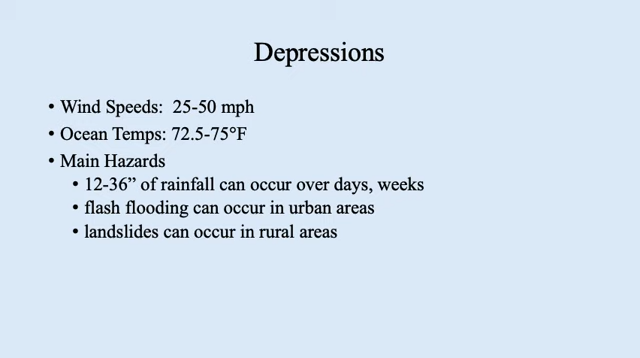 Depressions
• Wind Speeds:  25-50 mph
• Ocean Temps: 72.5-75°F
• Main Hazards
• 12-36” of rainfall can occur over days, weeks
• flash flooding can occur in urban areas
• landslides can occur in rural areas